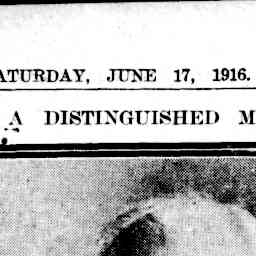 ATURDAY, JUNE 17, 1916.
A DISTINGUISHED M